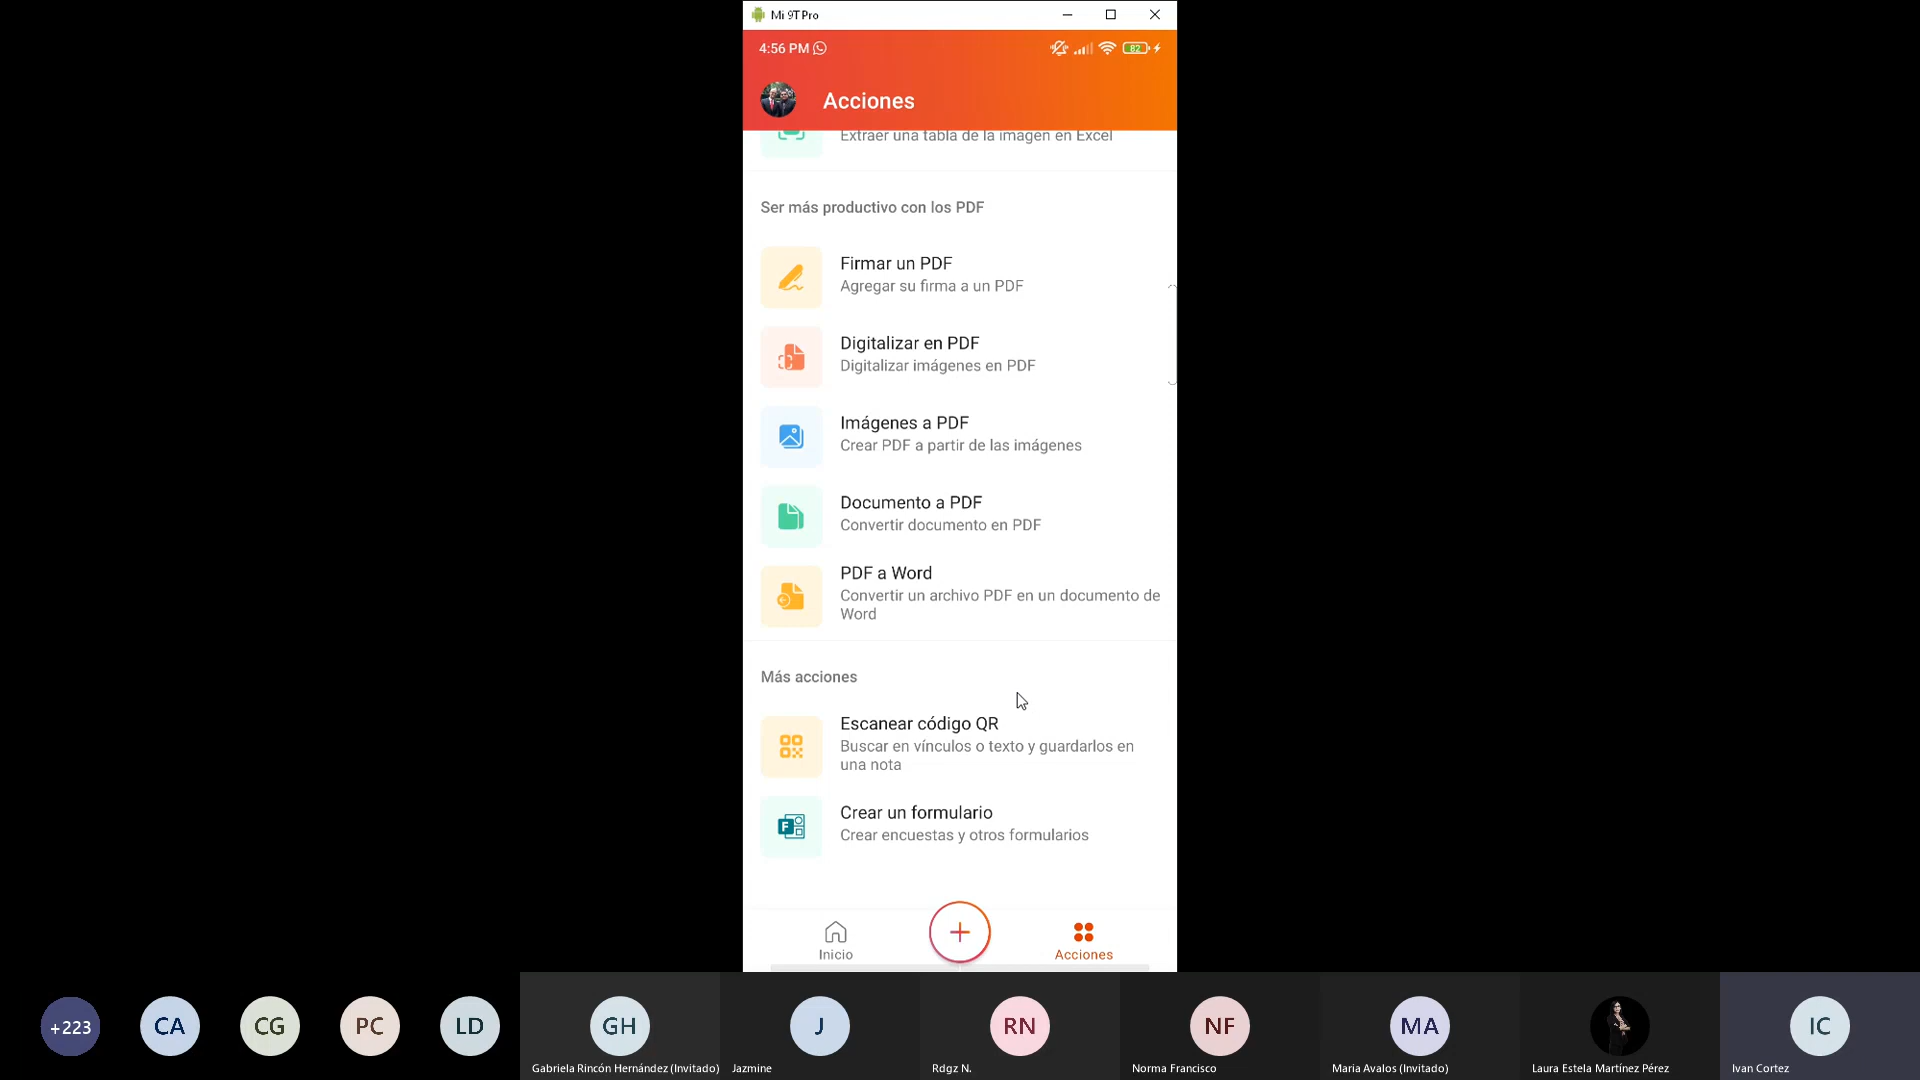 Mi 9T Pro
4:56 PM
82
Acciones
Extraer una tabla de la imagen en Excel
Ser más productivo con los PDF
Firmar un PDF
Agregar su firma a un PDF
Digitalizar en PDF
Digitalizar imágenes en PDF
Imágenes a PDF
Crear PDF a partir de las imágenes
Documento a PDF
Convertir documento en PDF
PDF a Word
Convertir un archivo PDF en un documento de
Word
Más acciones
Escanear código QR
Buscar en vínculos o texto y guardarlos en
una nota
F
Crear un formulario
Crear encuestas y otros formularios
Inicio
Acciones
+223
CA
CG
PC
LD
GH
J
RN
NF
MA
IC
Gabriela Rincón Hernández (Invitado)
Jazmine
Rdgz N.
Norma Francisco
Maria Avalos (Invitado)
Laura Estela Martínez Pérez
Ivan Cortez